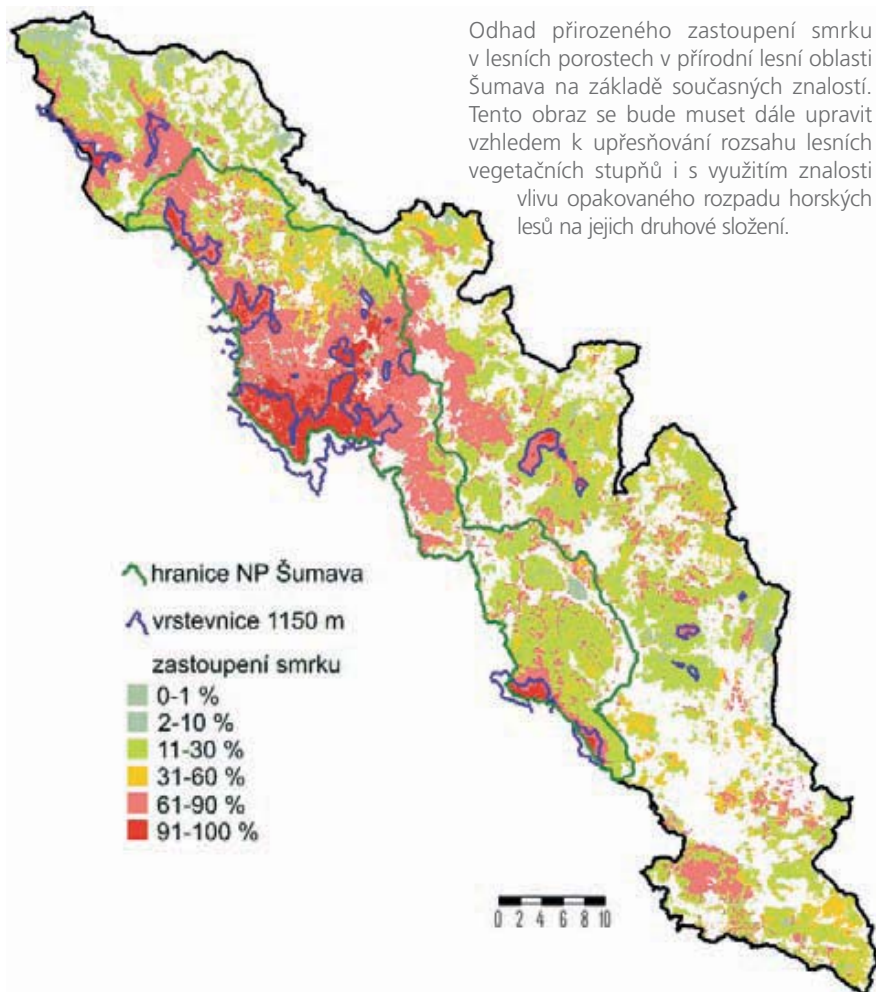 Odhad přirozeného zastoupení smrku
v lesních porostech v přírodní lesní oblasti
Šumava na základě současných znalostí.
Tento obraz se bude muset dále upravit
vzhledem k upřesňování rozsahu lesních
vegetačních stupňů i s využitím znalosti
vlivu opakovaného rozpadu horských
lesů na jejich druhové složení.
hranice NP Šumava
vrstevnice 1150 m
zastoupení smrku
0-1 %
2-10 %
11-30 %
31-60 %
61-90 %
91-100 %
0 2 4 6 8 10